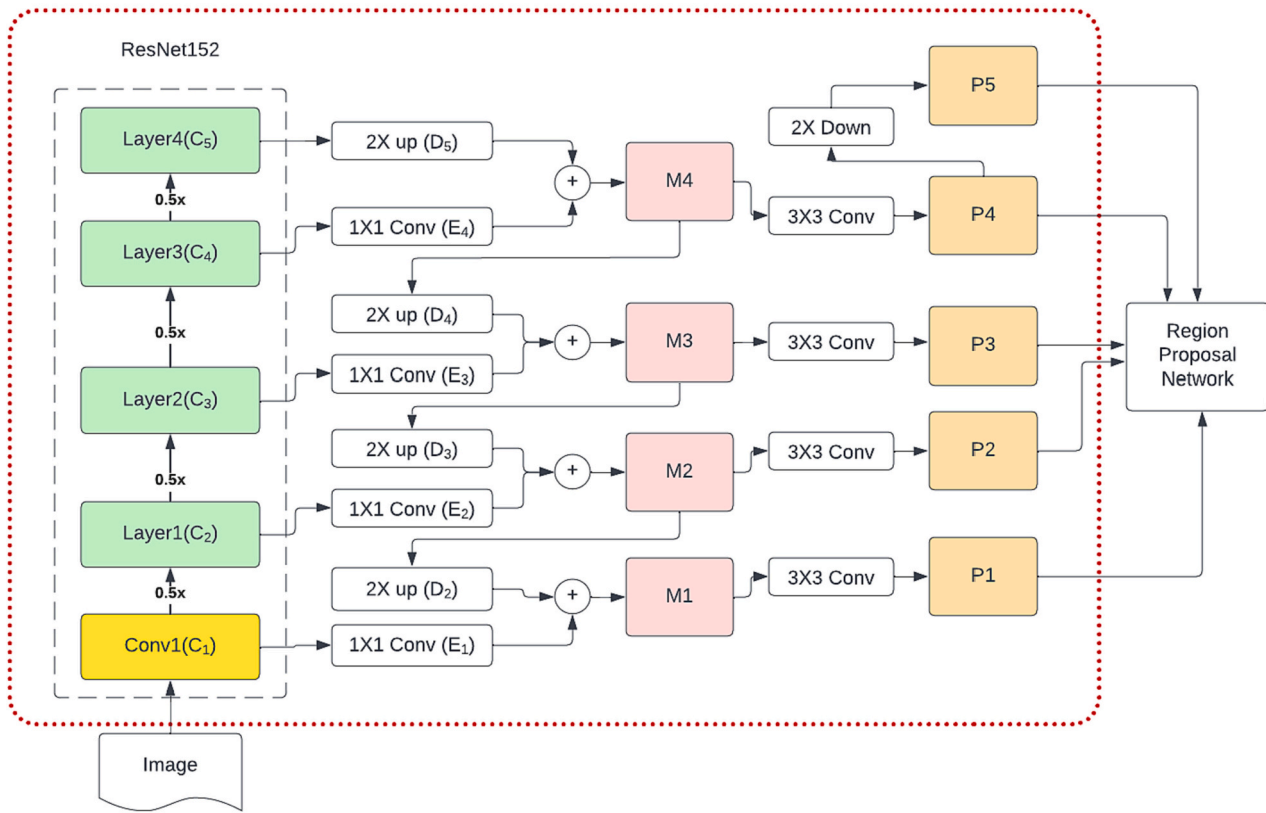 ResNet152
Layer4(C₅)
0.5x
Layer3(C₄)
0.5x
Layer2(C₃)
0.5x
Layer1(C₂)
0.5x
Conv1(C₁)
Image
2X up (D₅)
1X1 Conv (E₄)
2X up (D₄)
1X1 Conv (E₃)
2X up (D₃)
1X1 Conv (E₂)
2X up (D₂)
1X1 Conv (E₁)
+
+
+
+
M4
M3
M2
M1
2X Down
3X3 Conv
3X3 Conv
3X3 Conv
3X3 Conv
P5
P4
P3
P2
P1
Region
Proposal
Network